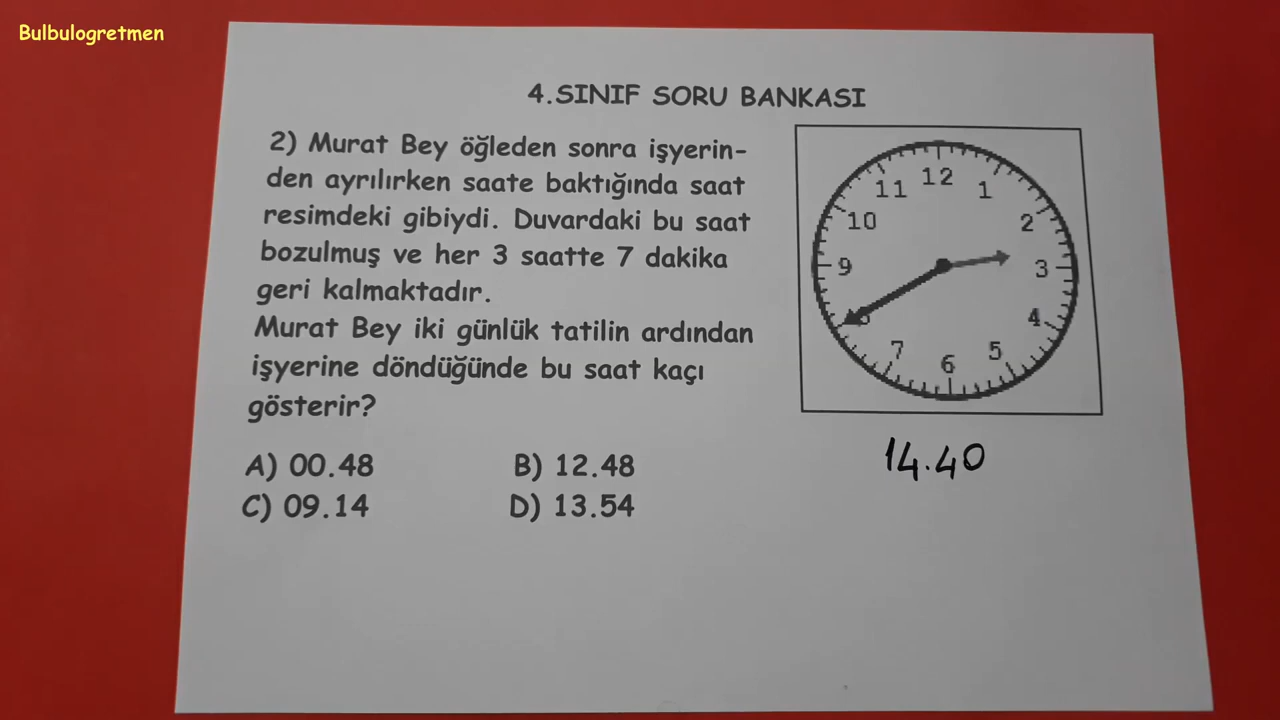 Bulbulogretmen
4.SINIF SORU BANKASI
2) Murat Bey öğleden sonra işyerin-
den ayrılırken saate baktığında saat
resimdeki gibiydi. Duvardaki bu saat
bozulmuş ve her 3 saatte 7 dakika
geri kalmaktadır.
Murat Bey iki günlük tatilin ardından
işyerine döndüğünde bu saat kaçı
gösterir?
A) 00.48 B) 12.48
C) 09.14 D) 13.54
12
1
2
3
4
5
6
7
9
10
11
14.40